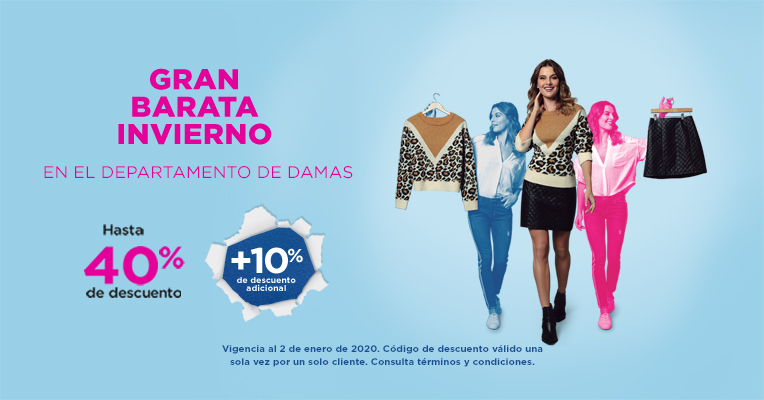 GRAN
BARATA
INVIERNO
EN EL DEPARTAMENTO DE DAMAS
Hasta
40%
de descuento
+10%
de descuento
adicional
Vigencia al 2 de enero de 2020. Código de descuento válido una
sola vez por un solo cliente. Consulta términos y condiciones.